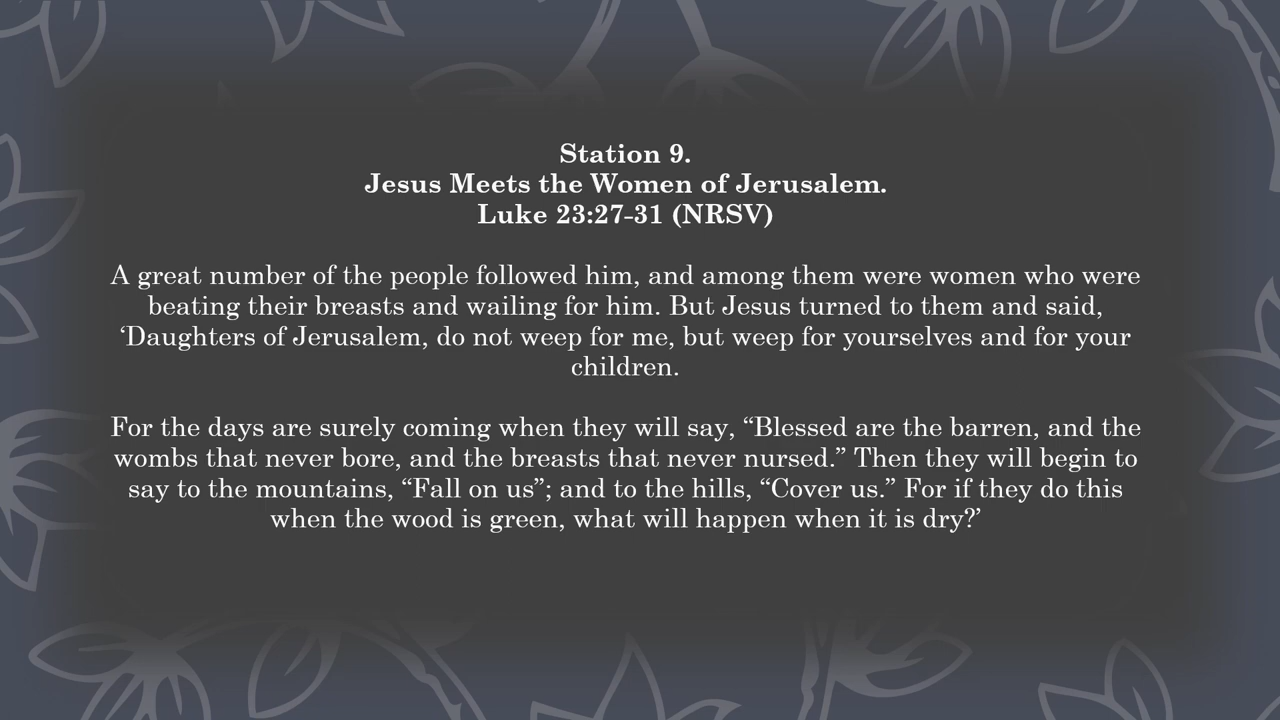 Station 9.
Jesus Meets the Women of Jerusalem.
Luke 23:27-31 (NRSV)
A great number of the people followed him, and among them were women who were
beating their breasts and wailing for him. But Jesus turned to them and said,
‘Daughters of Jerusalem, do not weep for me, but weep for yourselves and for your
children.
For the days are surely coming when they will say, “Blessed are the barren, and the
wombs that never bore, and the breasts that never nursed.” Then they will begin to
say to the mountains, “Fall on us”; and to the hills, “Cover us.” For if they do this
when the wood is green, what will happen when it is dry?’